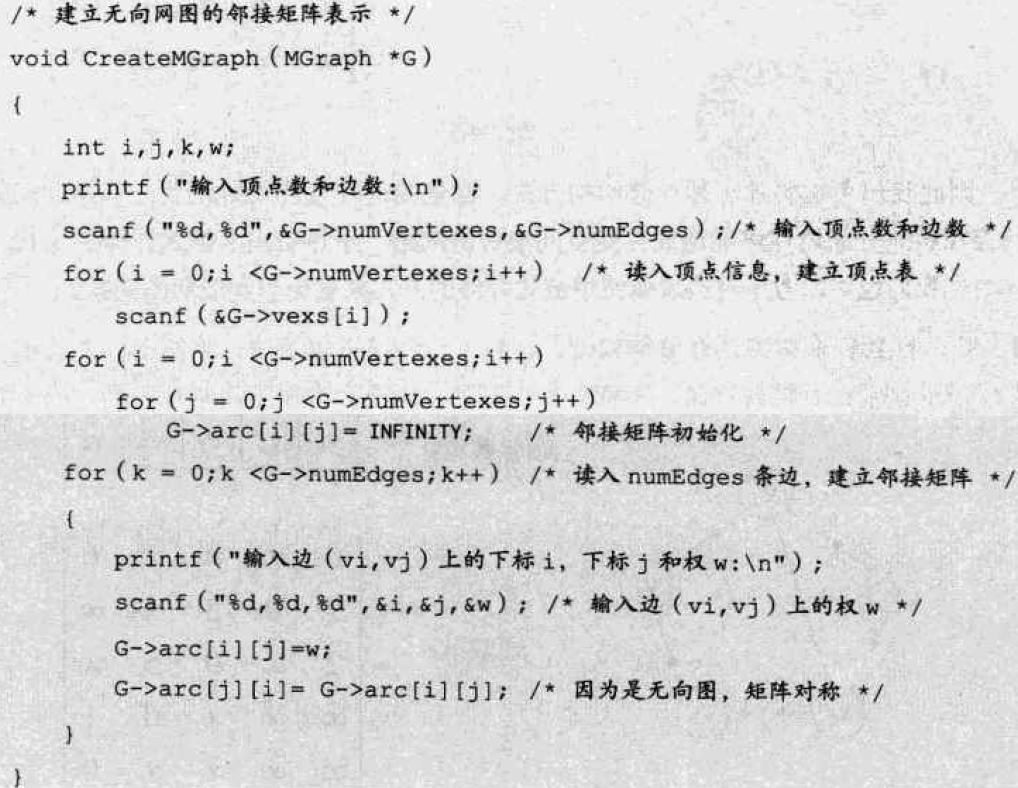 /* 建立无向网图的邻接矩阵表示 */
void CreateMGraph(MGraph *G)
{
    int i,j,k,w;
    printf("输入顶点数和边数:\n");
    scanf("%d,%d",&G->numVertexes,&G->numEdges);/* 输入顶点数和边数 */
    for(i = 0;i <G->numVertexes;i++)  /* 读入顶点信息，建立顶点表 */
        scanf(&G->vexs[i]);
    for(i = 0;i <G->numVertexes;i++)
        for(j = 0;j <G->numVertexes;j++)
            G->arc[i][j]= INFINITY;    /* 邻接矩阵初始化 */
    for(k = 0;k <G->numEdges;k++)  /* 读入 numEdges 条边，建立邻接矩阵 */
    {
        printf("输入边(vi,vj)上的下标 i，下标 j 和权 w:\n");
        scanf("%d,%d,%d",&i,&j,&w); /* 输入边(vi,vj)上的权 w */
        G->arc[i][j]=w;
        G->arc[j][i]= G->arc[i][j]; /* 因为是无向图，矩阵对称 */
    }
}